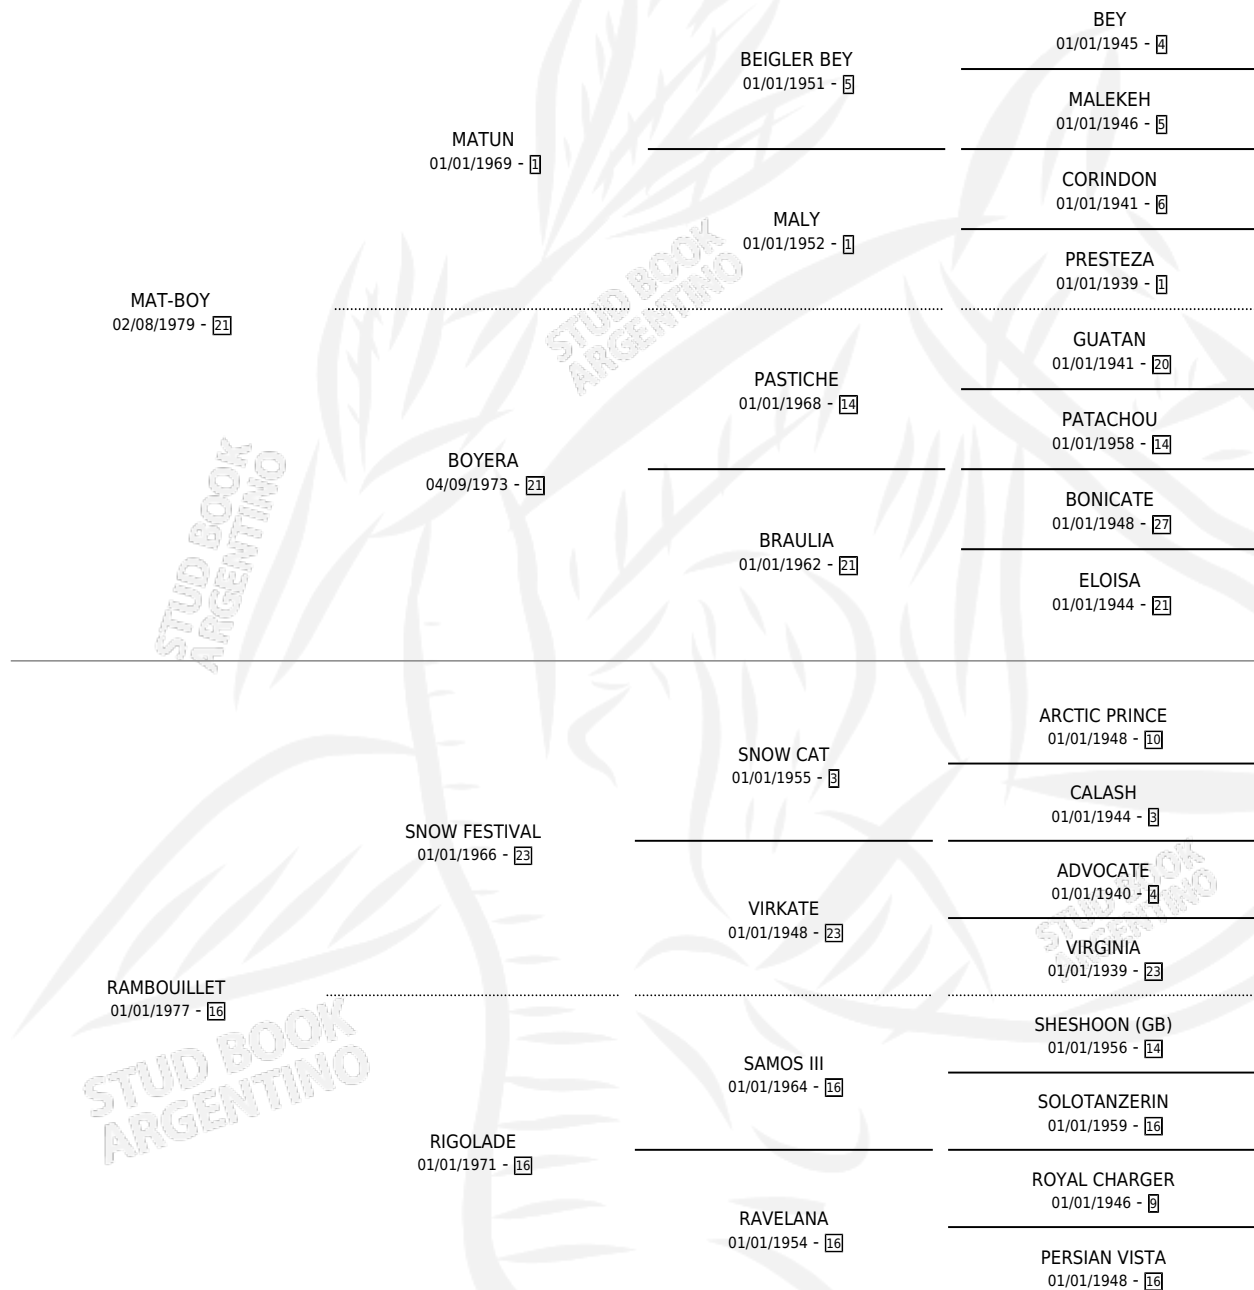 BEY
01/01/1945 - 4
BEIGLER BEY
01/01/1951 - 5
MALEKEH
01/01/1946 - 5
MATUN
01/01/1969 - 1
CORINDON
01/01/1941 - 6
MALY
01/01/1952 - 1
PRESTEZA
01/01/1939 - 1
MAT-BOY
02/08/1979 - 21
STUD BOOK
ARGENTINO
GUATAN
01/01/1941 - 20
PASTICHE
01/01/1968 - 14
PATACHOU
01/01/1958 - 14
BOYERA
04/09/1973 - 21
BONICATE
01/01/1948 - 27
BRAULIA
01/01/1962 - 21
ELOISA
01/01/1944 - 21
STUD BOOK
ARGENTINO
ARCTIC PRINCE
01/01/1948 - 10
SNOW CAT
01/01/1955 - 3
CALASH
01/01/1944 - 3
SNOW FESTIVAL
01/01/1966 - 23
ADVOCATE
01/01/1940 - 4
VIRKATE
01/01/1948 - 23
VIRGINIA
01/01/1939 - 23
STUD BOOK
ARGENTINO
RAMBOUILLET
01/01/1977 - 16
SHESHOON (GB)
01/01/1956 - 14
SAMOS III
01/01/1964 - 16
SOLOTANZERIN
01/01/1959 - 16
STUD BOOK
ARGENTINO
RIGOLADE
01/01/1971 - 16
ROYAL CHARGER
01/01/1946 - 9
RAVELANA
01/01/1954 - 16
PERSIAN VISTA
01/01/1948 - 16